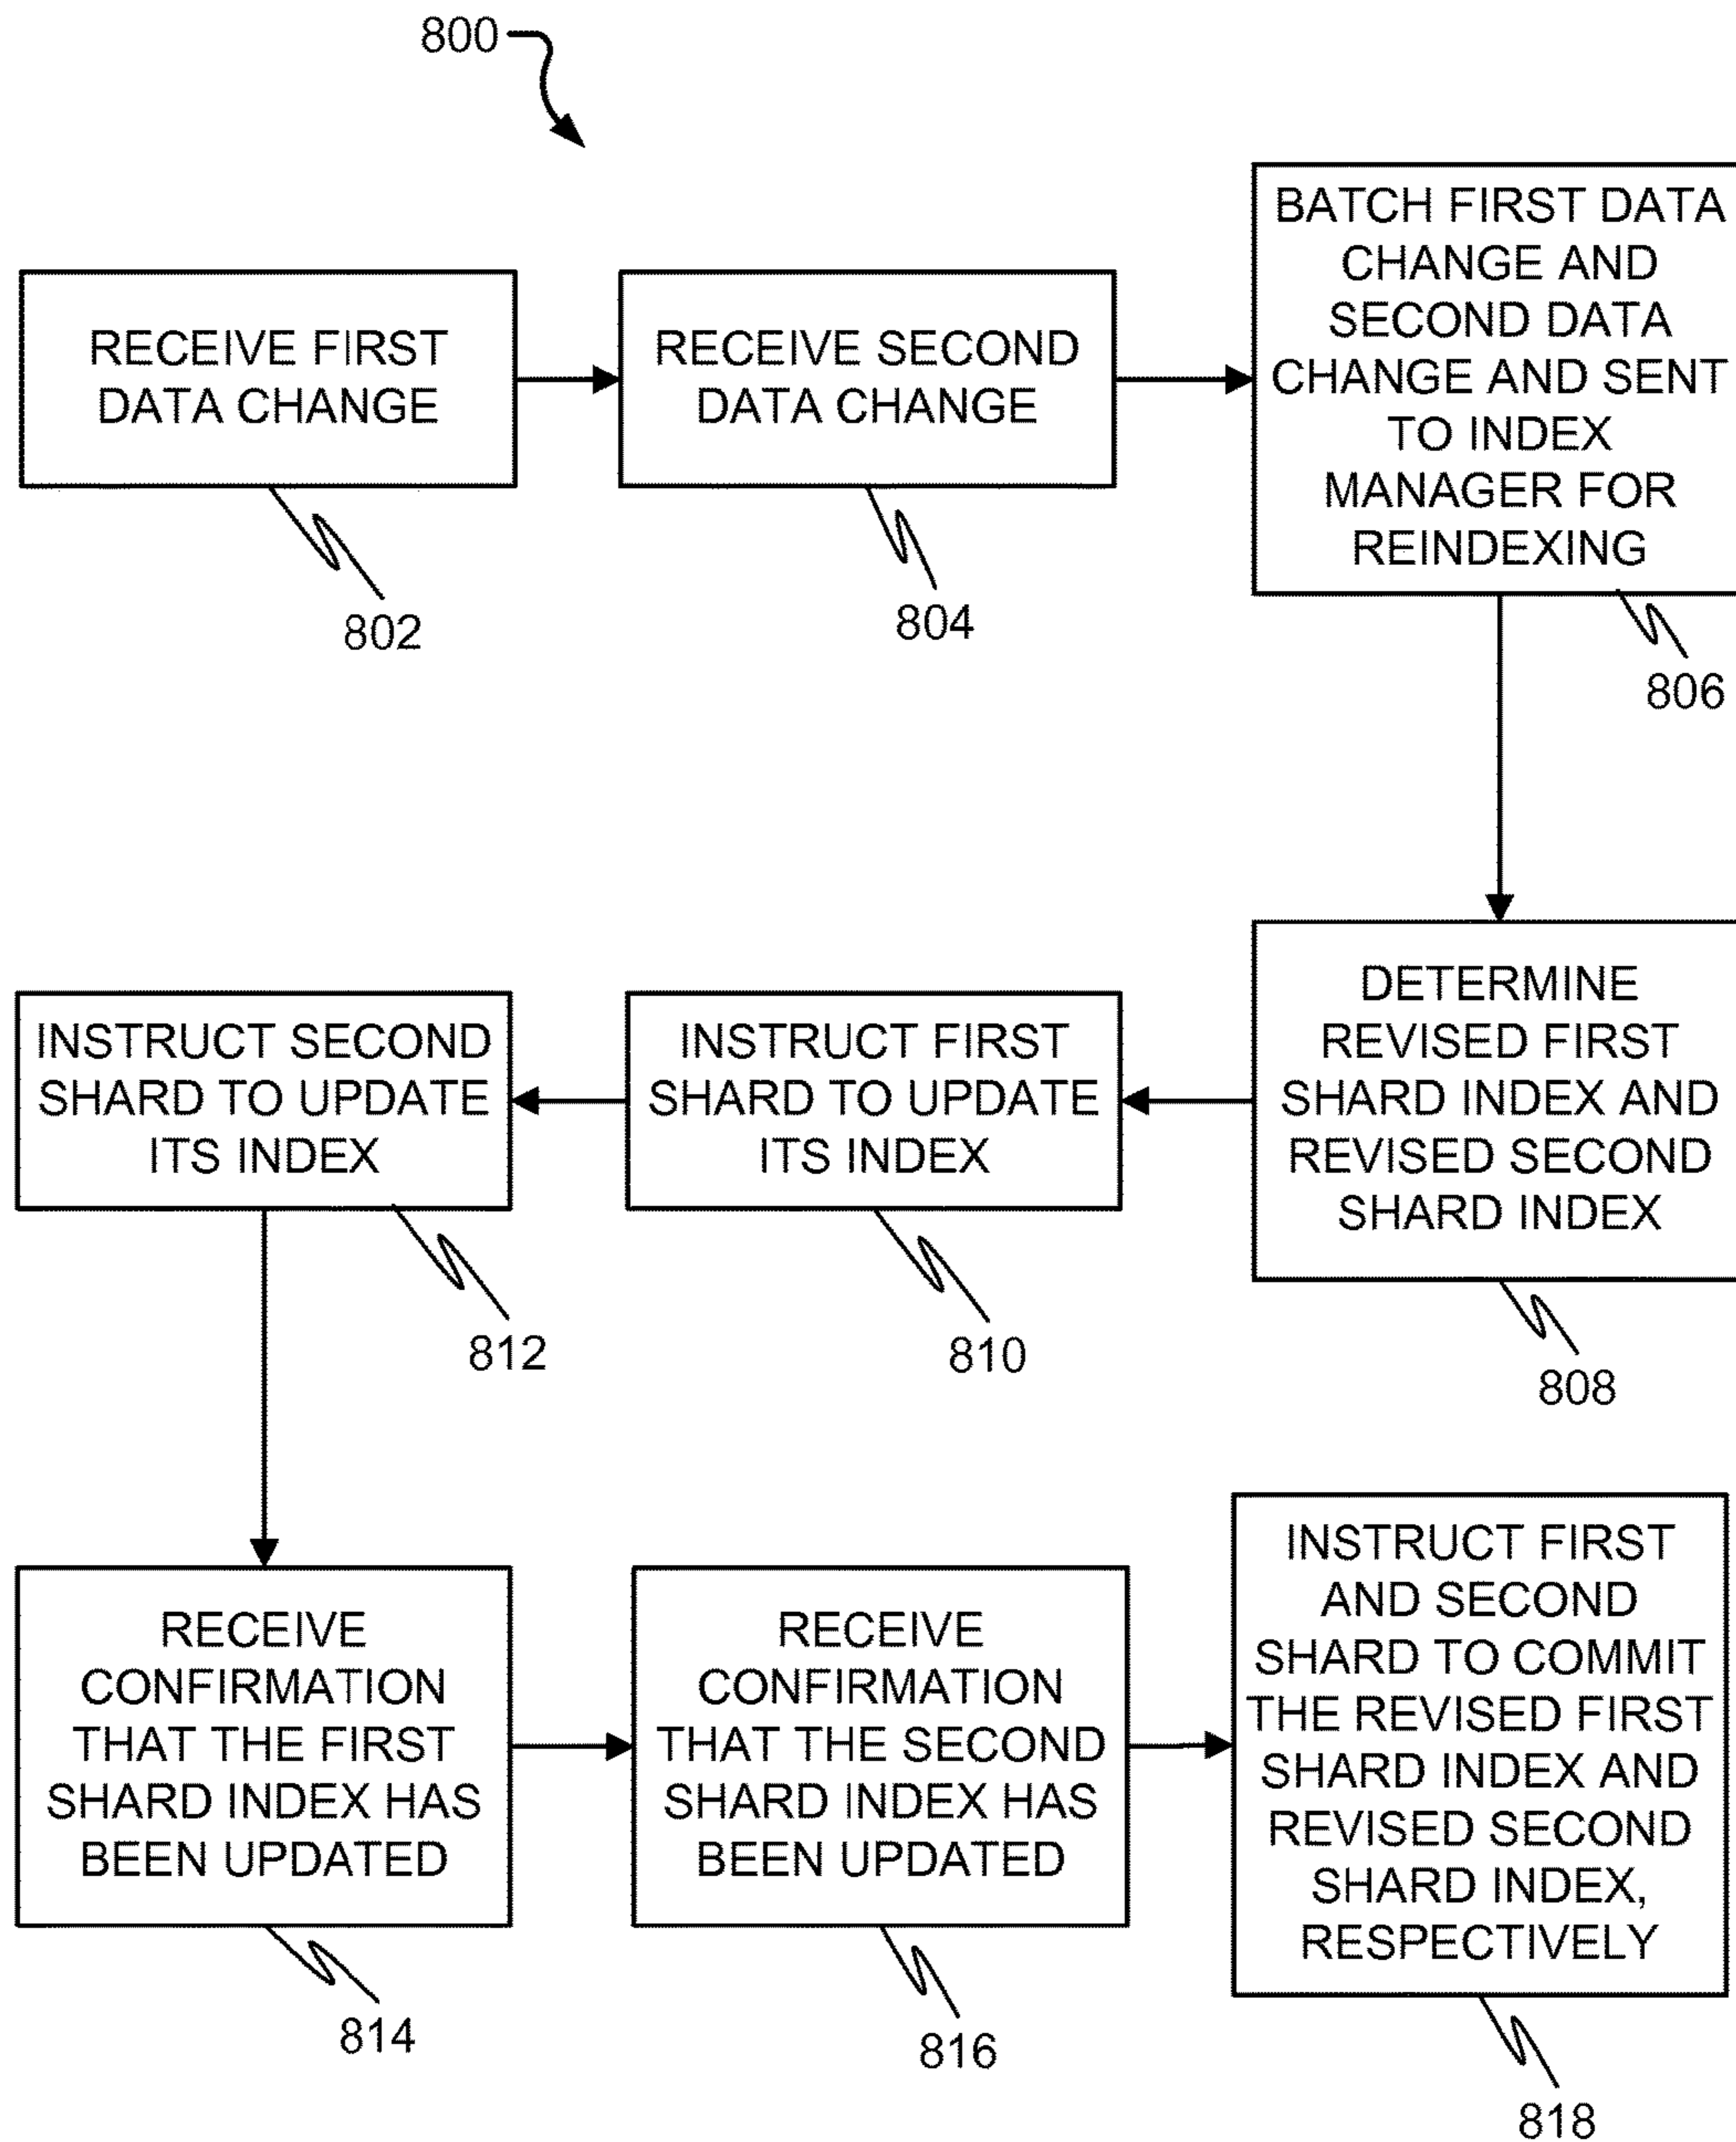 800
RECEIVE FIRST
DATA CHANGE
802
RECEIVE SECOND
DATA CHANGE
804
BATCH FIRST DATA
CHANGE AND
SECOND DATA
CHANGE AND SENT
TO INDEX
MANAGER FOR
REINDEXING
806
DETERMINE
REVISED FIRST
SHARD INDEX AND
REVISED SECOND
SHARD INDEX
808
INSTRUCT FIRST
SHARD TO UPDATE
ITS INDEX
810
INSTRUCT SECOND
SHARD TO UPDATE
ITS INDEX
812
RECEIVE
CONFIRMATION
THAT THE FIRST
SHARD INDEX HAS
BEEN UPDATED
814
RECEIVE
CONFIRMATION
THAT THE SECOND
SHARD INDEX HAS
BEEN UPDATED
816
INSTRUCT FIRST
AND SECOND
SHARD TO COMMIT
THE REVISED FIRST
SHARD INDEX AND
REVISED SECOND
SHARD INDEX,
RESPECTIVELY
818